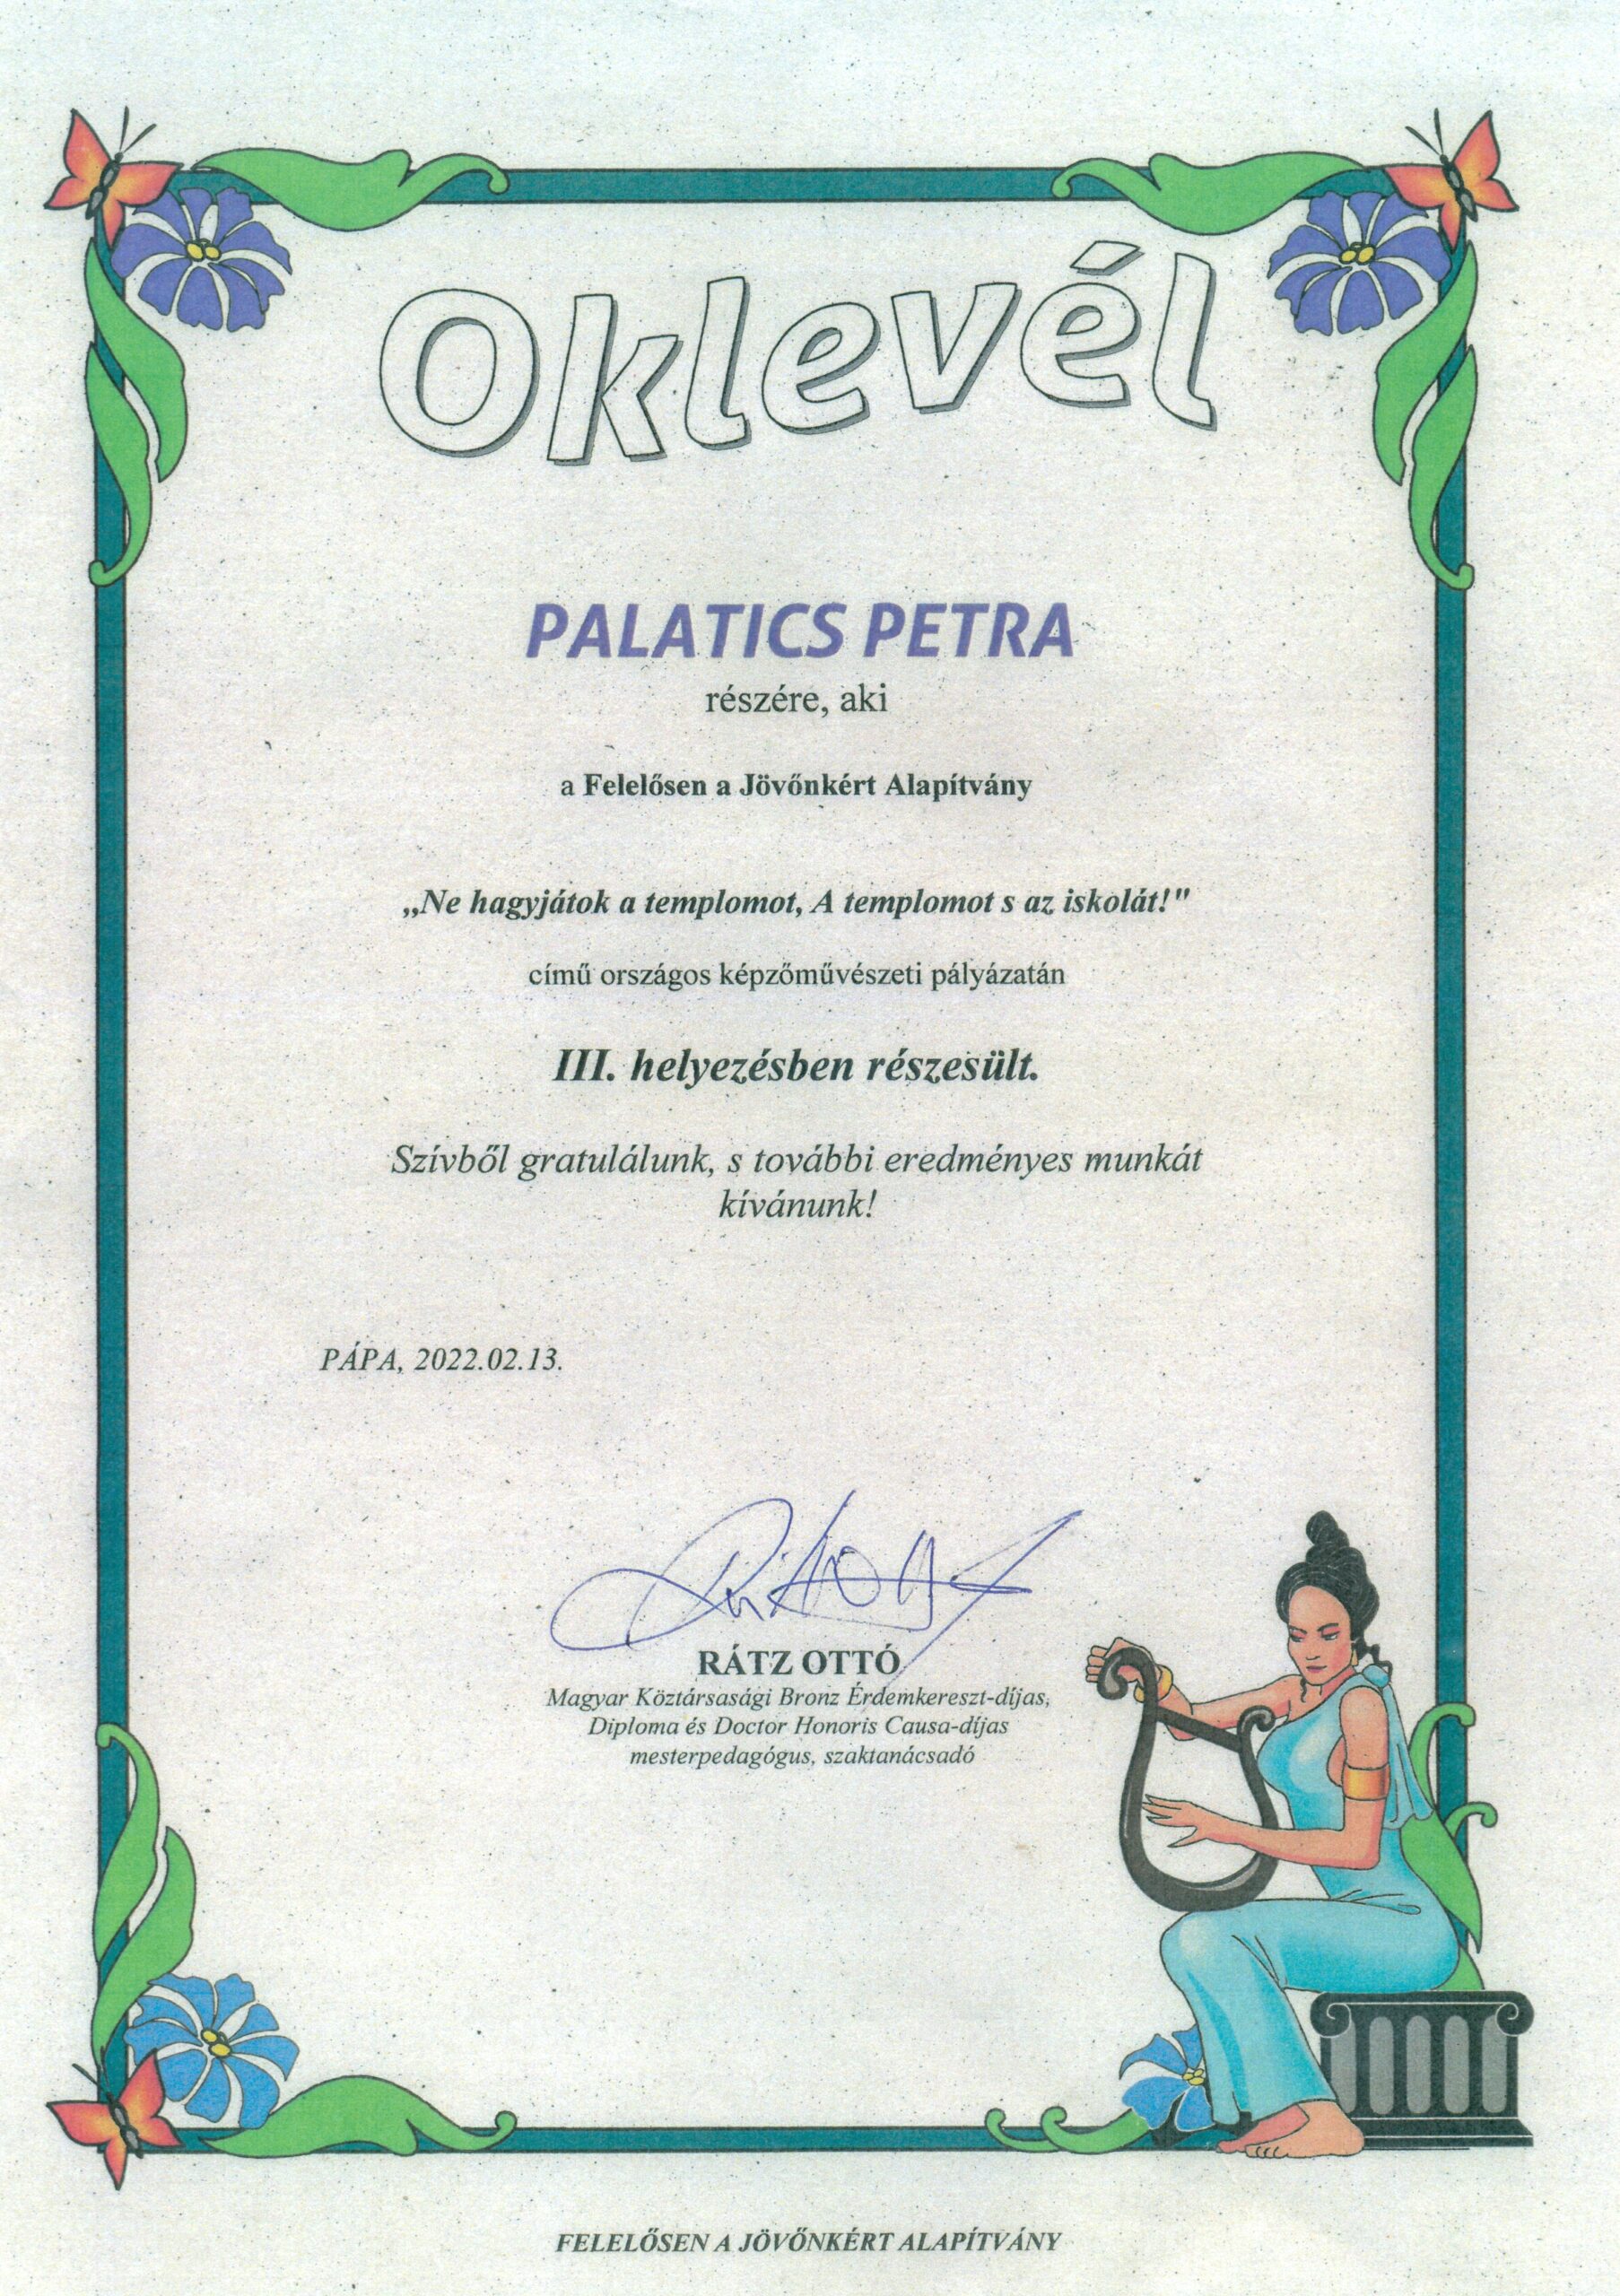 Oklevél
PALATICS PETRA
részére, aki
a Felelősen a Jövőnkért Alapítvány
„Ne hagyjátok a templomot, A templomot s az iskolát!"
című országos képzőművészeti pályázatán
III. helyezésben részesült.
Szívből gratulálunk, s további eredményes munkát
kívánunk!
PÁPA, 2022.02.13.
RÁTZ OTTÓ
Magyar Köztársasági Bronz Érdemkereszt-díjas,
Diploma és Doctor Honoris Causa-díjas
mesterpedagógus, szaktanácsadó
FELELŐSEN A JÖVŐNKÉRT ALAPÍTVÁNY